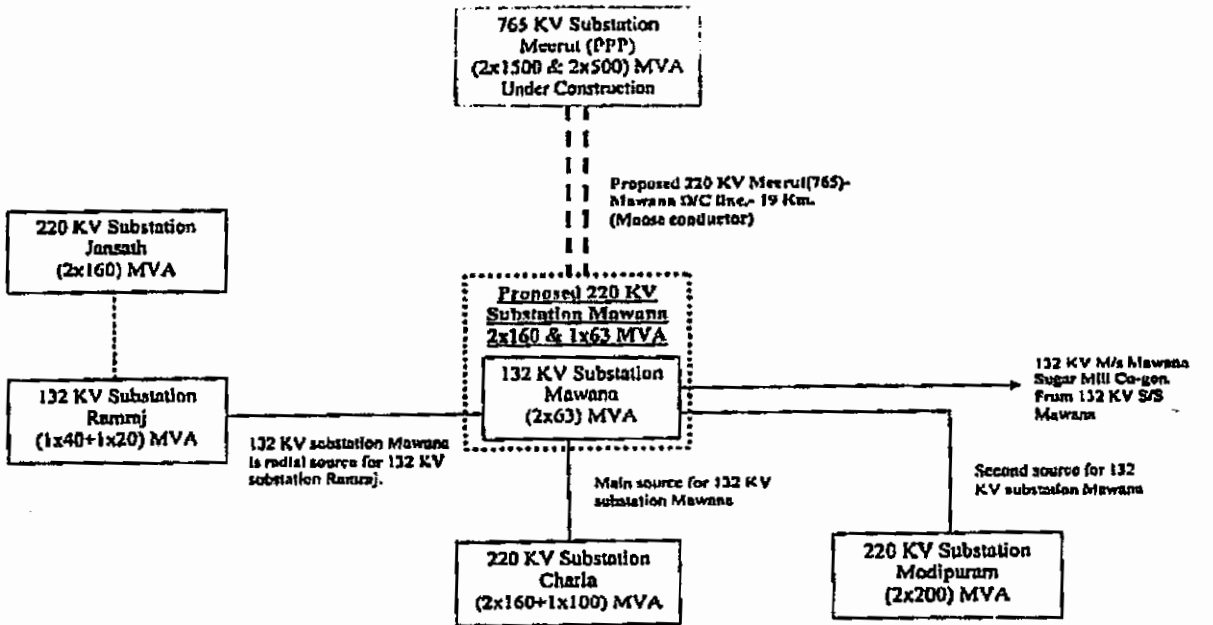 765 KV Substation
Meerut (PPP)
(2x1500 & 2x500) MVA
Under Construction
Proposed 220 KV Meerut(765)-
Mawana D/C line.- 19 Km.
(Moose conductor)
220 KV Substation
Jansath
(2x160) MVA
Proposed 220 KV
Substation Mawana
2x160 & 1x63 MVA
132 KV Substation
Mawana
(2x63) MVA
132 KV M/s Mawana
Sugar Mill Co-gen.
From 132 KV S/S
Mawana
132 KV Substation
Ramraj
(1x40+1x20) MVA
132 KV substation Mawana
is radial source for 132 KV
substation Ramraj.
Main source for 132 KV
substation Mawana
Second source for 132
KV substation Mawana
220 KV Substation
Charla
(2x160+1x100) MVA
220 KV Substation
Modipuram
(2x200) MVA